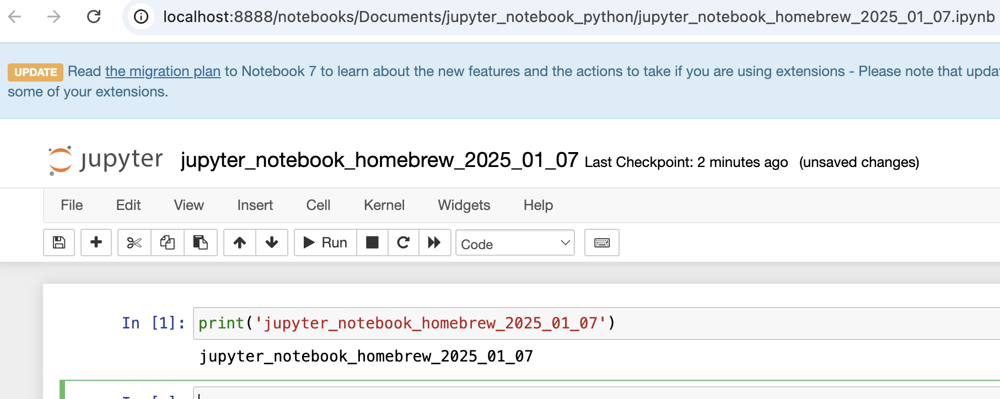 localhost:8888/notebooks/Documents/jupyter_notebook_python/jupyter_notebook_homebrew_2025_01_07.ipynb
UPDATE Read the migration plan to Notebook 7 to learn about the new features and the actions to take if you are using extensions - Please note that
some of your extensions.
jupyter jupyter_notebook_homebrew_2025_01_07 Last Checkpoint: 2 minutes ago (unsaved changes)
File Edit View Insert Cell Kernel Widgets Help
Run Code
In [1]: print('jupyter_notebook_homebrew_2025_01_07')
jupyter_notebook_homebrew_2025_01_07